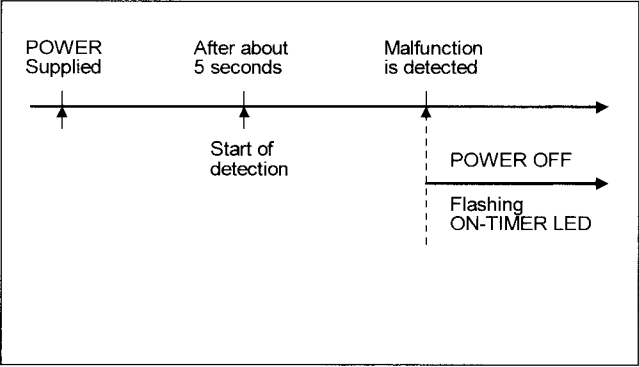 POWER
Supplied
After about
5 seconds
Malfunction
is detected
Start of
detection
POWER OFF
Flashing
ON-TIMER LED